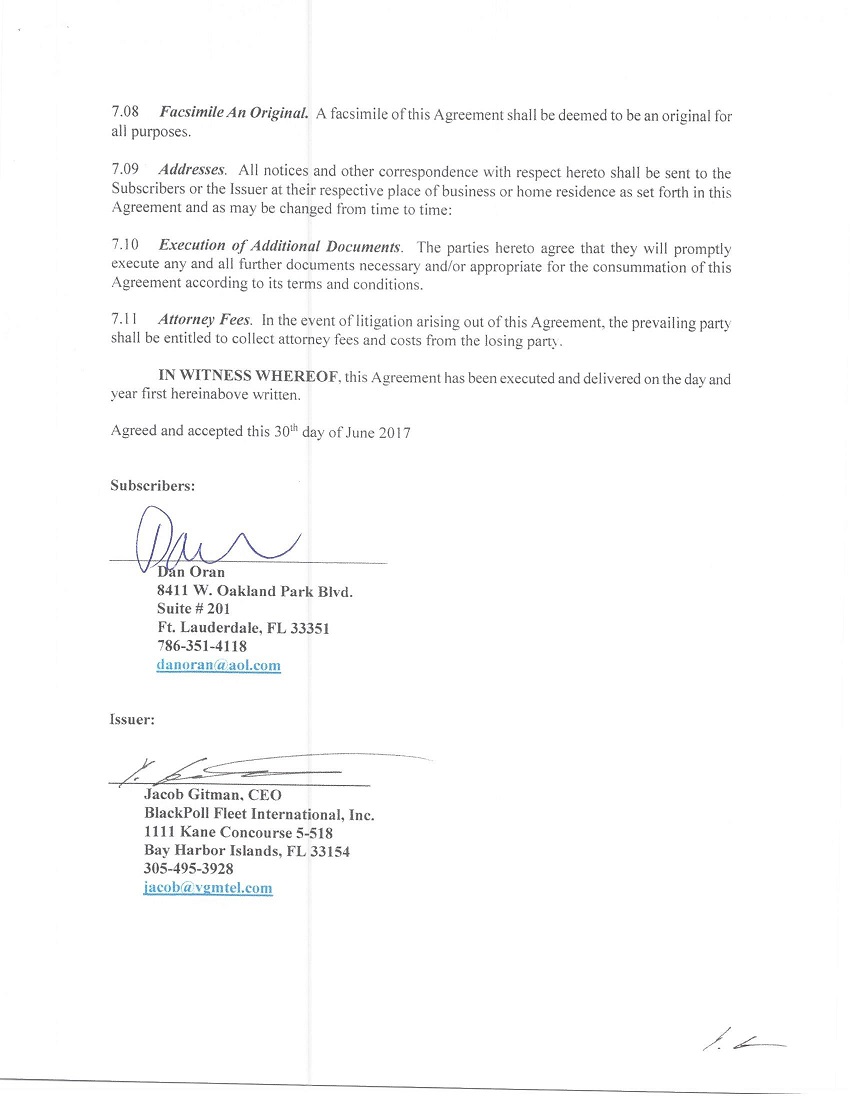 7.08 Facsimile An Original. A facsimile of this Agreement shall be deemed to be an original for
all purposes.
7.09 Addresses. All notices and other correspondence with respect hereto shall be sent to the
Subscribers or the Issuer at their respective place of business or home residence as set forth in this
Agreement and as may be changed from time to time:
7.10 Execution of Additional Documents. The parties hereto agree that they will promptly
execute any and all further documents necessary and/or appropriate for the consummation of this
Agreement according to its terms and conditions.
7.11 Attorney Fees. In the event of litigation arising out of this Agreement, the prevailing party
shall be entitled to collect attorney fees and costs from the losing party.
IN WITNESS WHEREOF, this Agreement has been executed and delivered on the day and
year first hereinabove written.
Agreed and accepted this 30th day of June 2017
Subscribers:
Dan Oran
8411 W. Oakland Park Blvd.
Suite # 201
Ft. Lauderdale, FL 33351
786-351-4118
danoran@aol.com
Issuer:
Jacob Gitman, CEO
BlackPoll Fleet International, Inc.
1111 Kane Concourse 5-518
Bay Harbor Islands, FL 33154
305-495-3928
jacob@vgmtel.com